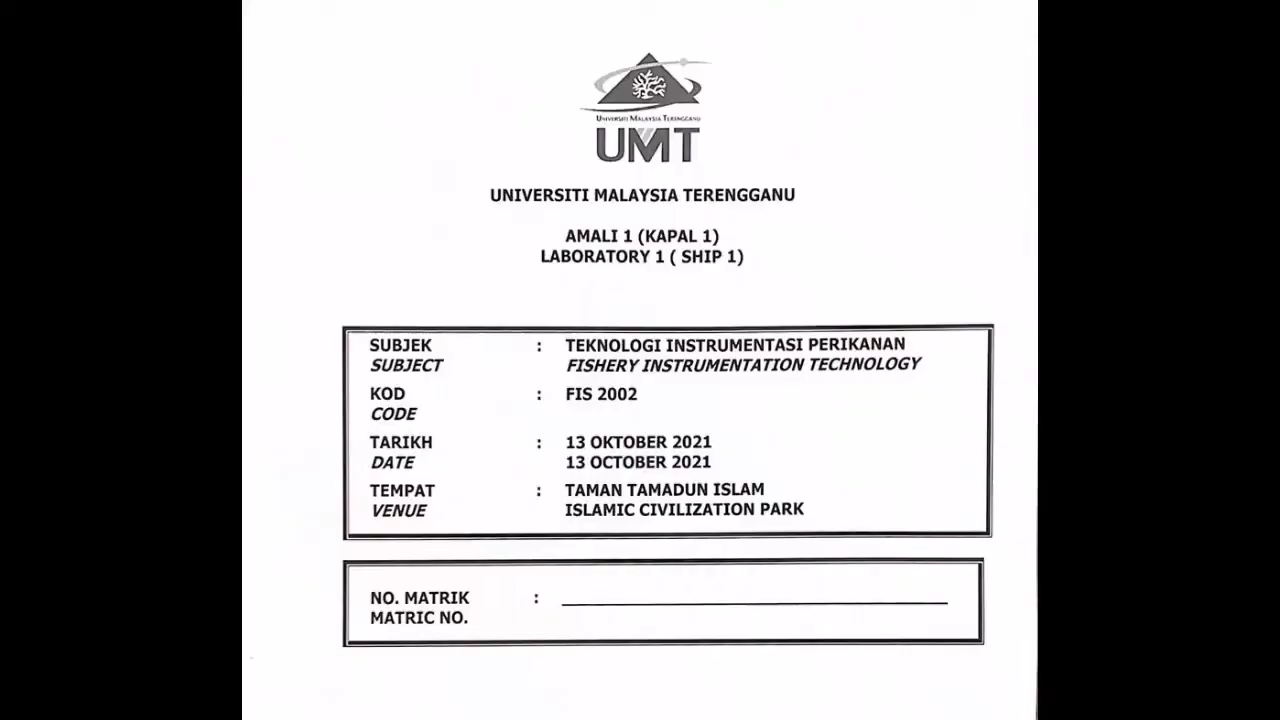 UNIVERSITI MALAYSIA TERENGGANU
UMT
UNIVERSITI MALAYSIA TERENGGANU
AMALI 1 (KAPAL 1)
LABORATORY 1 ( SHIP 1)
SUBJEK : TEKNOLOGI INSTRUMENTASI PERIKANAN
SUBJECT FISHERY INSTRUMENTATION TECHNOLOGY
KOD : FIS 2002
CODE
TARIKH : 13 OKTOBER 2021
DATE 13 OCTOBER 2021
TEMPAT : TAMAN TAMADUN ISLAM
VENUE ISLAMIC CIVILIZATION PARK
NO. MATRIK :
MATRIC NO.